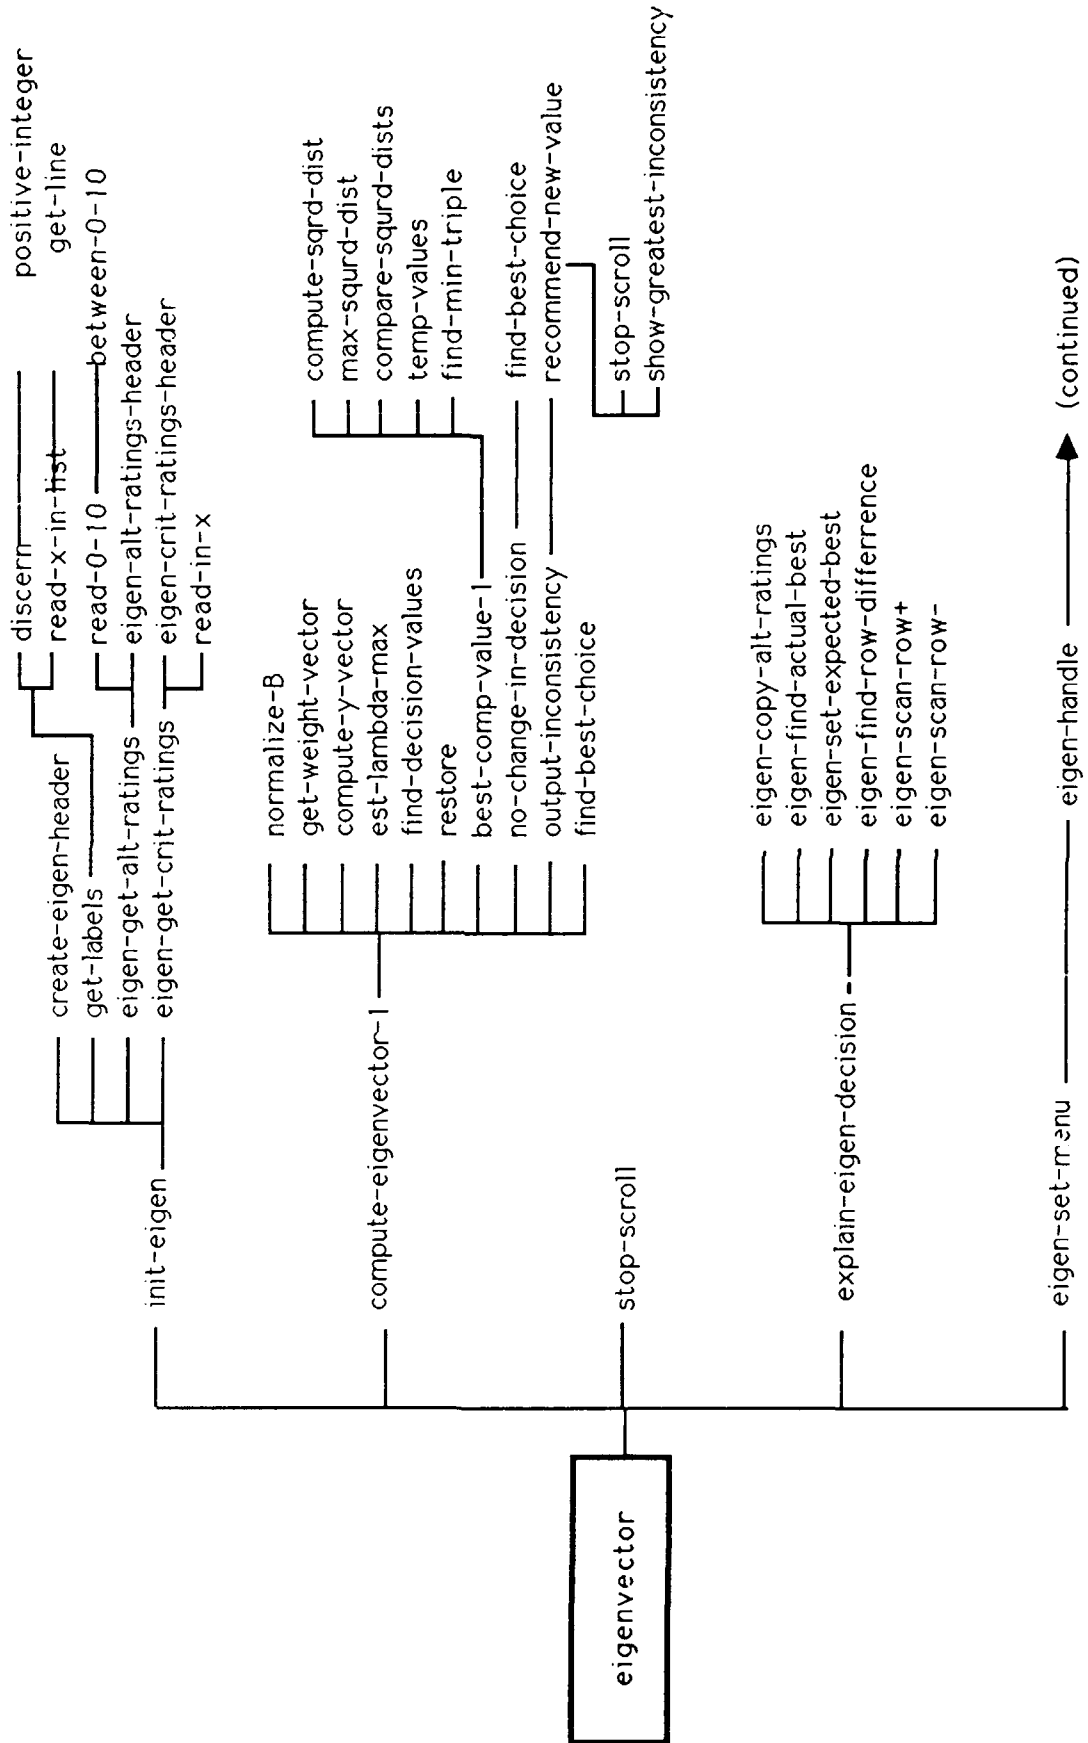 eigenvector
init-eigen
create-eigen-header
get-labels
discern
positive-integer
read-x-in-list
get-line
eigen-get-alt-ratings
read-0-10
between-0-10
eigen-alt-ratings-header
eigen-get-crit-ratings
eigen-crit-ratings-header
read-in-x
compute-eigenvector-1
normalize-B
get-weight-vector
compute-y-vector
est-lambda-max
find-decision-values
restore
best-comp-value-1
compute-sqrd-dist
max-squrd-dist
compare-squrd-dists
temp-values
find-min-triple
no-change-in-decision
find-best-choice
output-inconsistency
recommend-new-value
stop-scroll
show-greatest-inconsistency
find-best-choice
stop-scroll
explain-eigen-decision
eigen-copy-alt-ratings
eigen-find-actual-best
eigen-set-expected-best
eigen-find-row-difference
eigen-scan-row+
eigen-scan-row-
eigen-set-menu
eigen-handle
(continued)